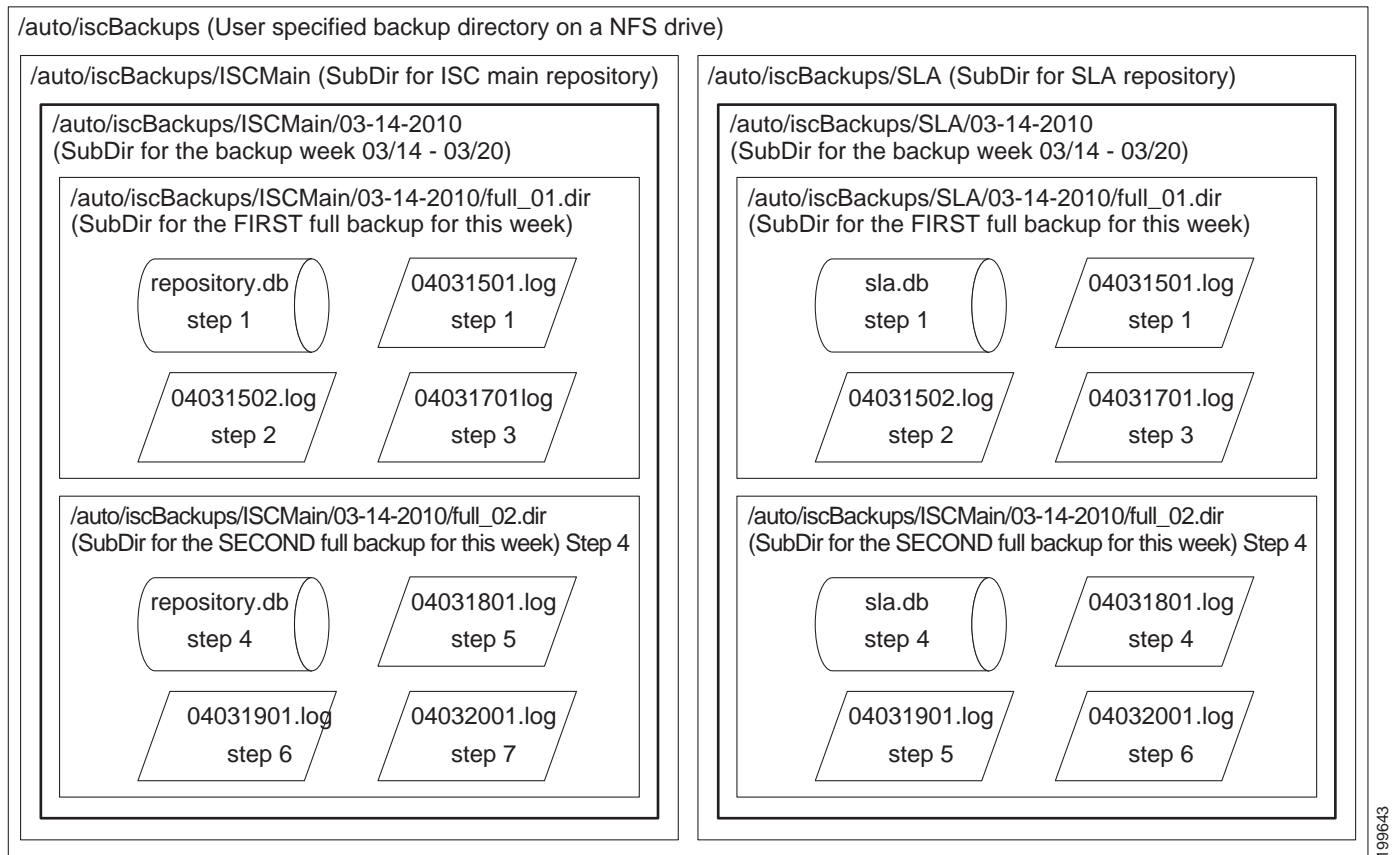 /auto/iscBackups (User specified backup directory on a NFS drive)
/auto/iscBackups/ISCMain (SubDir for ISC main repository)
/auto/iscBackups/ISCMain/03-14-2010
(SubDir for the backup week 03/14 - 03/20)
/auto/iscBackups/ISCMain/03-14-2010/full_01.dir
(SubDir for the FIRST full backup for this week)
repository.db
step 1
04031501.log
step 1
04031502.log
step 2
04031701log
step 3
/auto/iscBackups/ISCMain/03-14-2010/full_02.dir
(SubDir for the SECOND full backup for this week) Step 4
repository.db
step 4
04031801.log
step 5
04031901.log
step 6
04032001.log
step 7
/auto/iscBackups/SLA (SubDir for SLA repository)
/auto/iscBackups/SLA/03-14-2010
(SubDir for the backup week 03/14 - 03/20)
/auto/iscBackups/SLA/03-14-2010/full_01.dir
(SubDir for the FIRST full backup for this week)
sla.db
step 1
04031501.log
step 1
04031502.log
step 2
04031701.log
step 3
/auto/iscBackups/ISCMain/03-14-2010/full_02.dir
(SubDir for the SECOND full backup for this week) Step 4
sla.db
step 4
04031801.log
step 4
04031901.log
step 5
04032001.log
step 6
199643